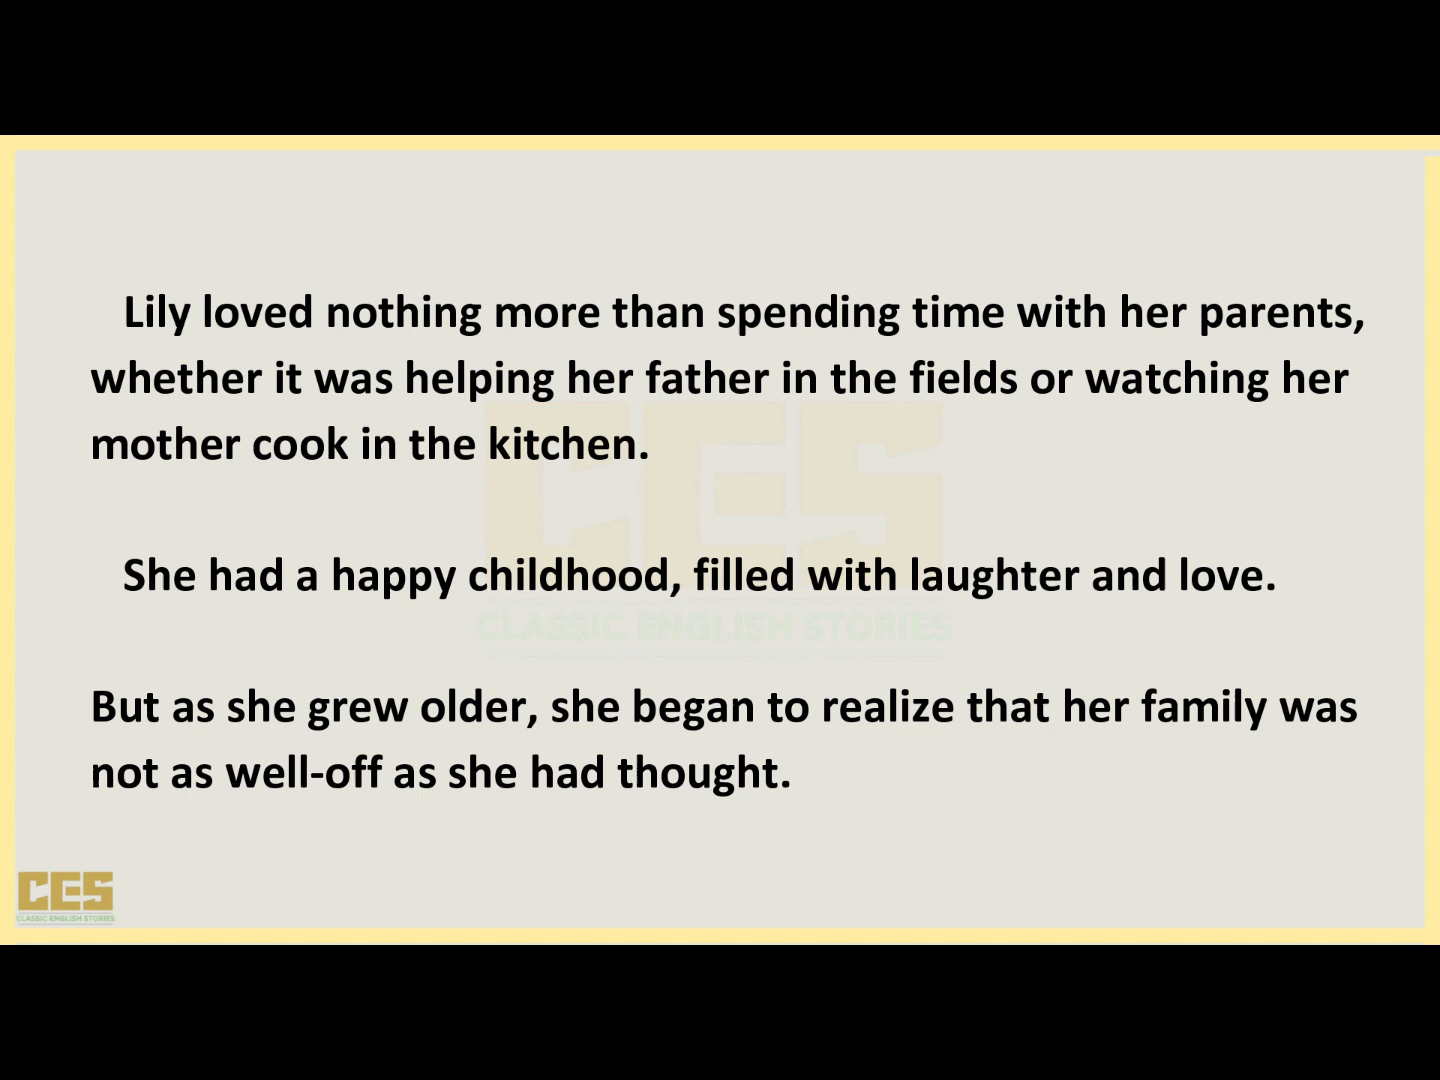 Lily loved nothing more than spending time with her parents,
whether it was helping her father in the fields or watching her
mother cook in the kitchen.
She had a happy childhood, filled with laughter and love.
CES
CLASSIC ENGLISH STORIES
But as she grew older, she began to realize that her family was
not as well-off as she had thought.
CES
CLASSIC ENGLISH STORIES